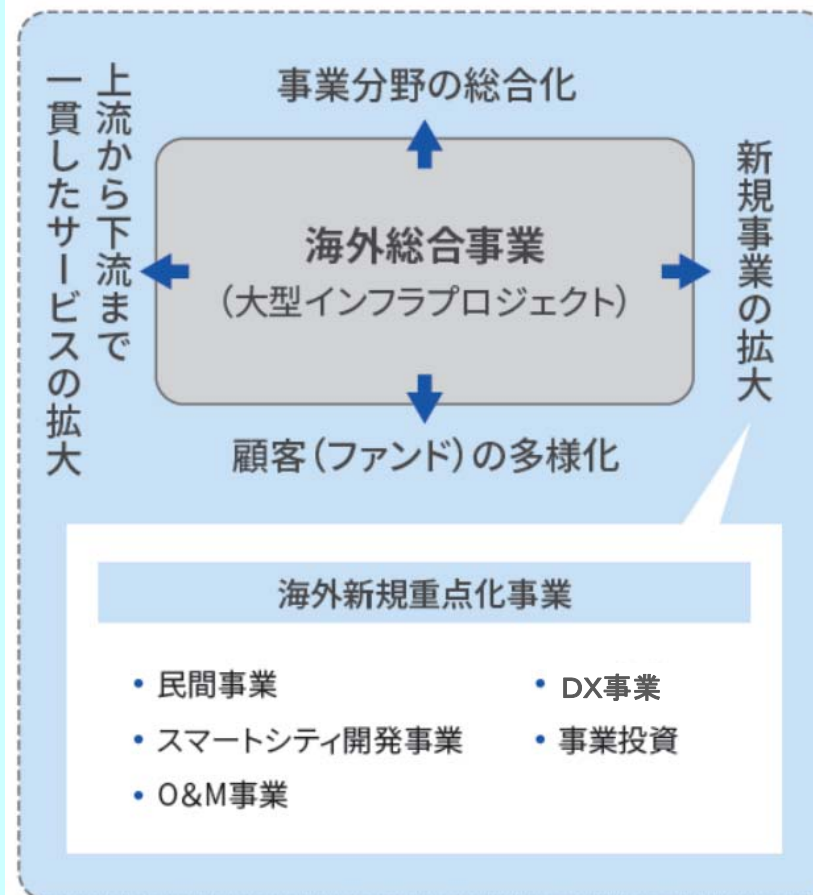 事業分野の総合化
上流から下流まで
一貫したサービスの拡大
海外総合事業
（大型インフラプロジェクト）
新規事業の拡大
顧客（ファンド）の多様化
海外新規重点化事業
• 民間事業
• スマートシティ開発事業
• O&M事業
• DX事業
• 事業投資